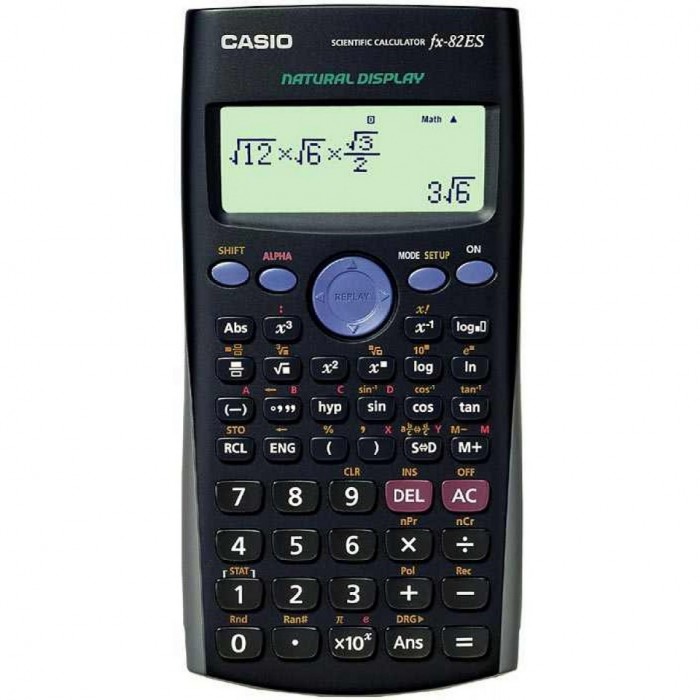 CASIO SCIENTIFIC CALCULATOR fx-82ES
NATURAL DISPLAY
D Math ▲
√12×√6×√3/2
3√6
SHIFT ALPHA MODE SETUP ON
REPLAY
: x!
Abs x³ x⁻¹ log■□
³√■ ■√□ 10■ e■
√■ x² x■ log ln
A ← B C sin⁻¹ D cos⁻¹ tan⁻¹
(−) °,,, hyp sin cos tan
STO ← % , X a b/c⇔d/c Y M− M
RCL ENG ( ) S⇔D M+
CLR INS OFF
7 8 9 DEL AC
nPr nCr
4 5 6 × ÷
STAT Pol Rec
1 2 3 + −
Rnd Ran# π e DRG▶
0 . ×10ˣ Ans =